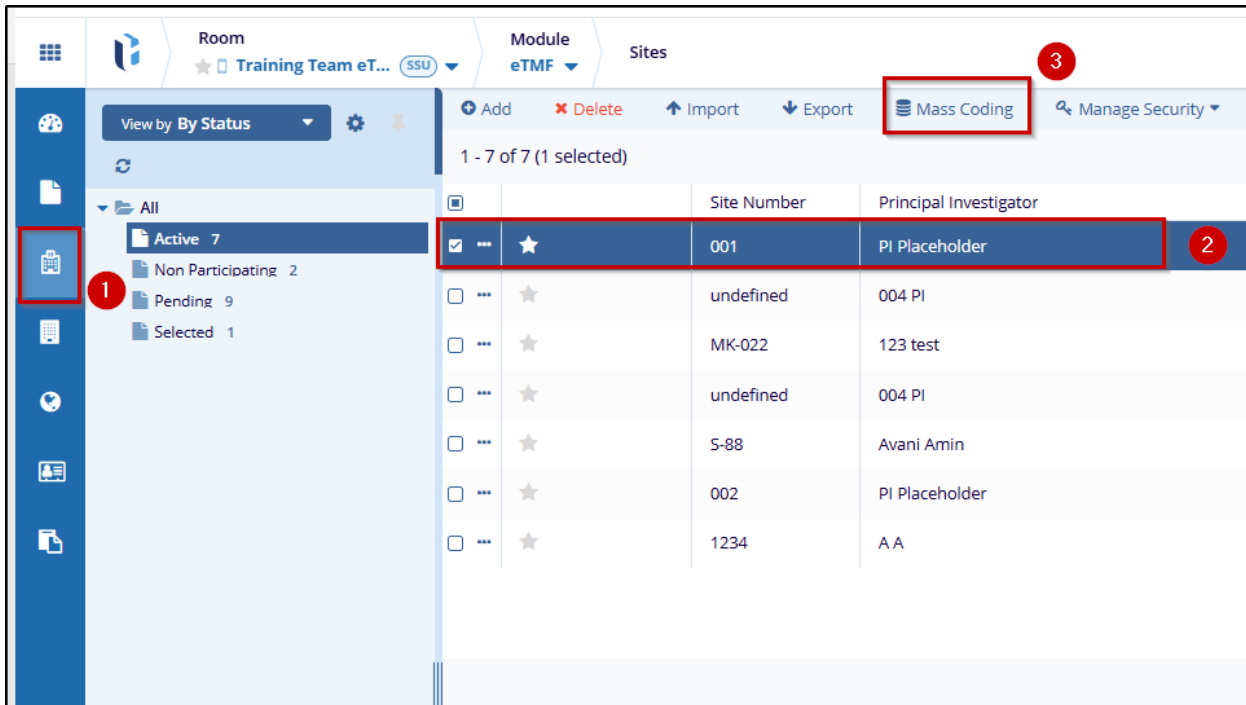 Room
Training Team eT... SSU
Module
eTMF
Sites
3
View by By Status
Add Delete Import Export Mass Coding Manage Security
1 - 7 of 7 (1 selected)
All
Active 7
Non Participating 2
Pending 9
Selected 1
1
Site Number Principal Investigator
001 PI Placeholder
2
undefined 004 PI
MK-022 123 test
undefined 004 PI
S-88 Avani Amin
002 PI Placeholder
1234 A A